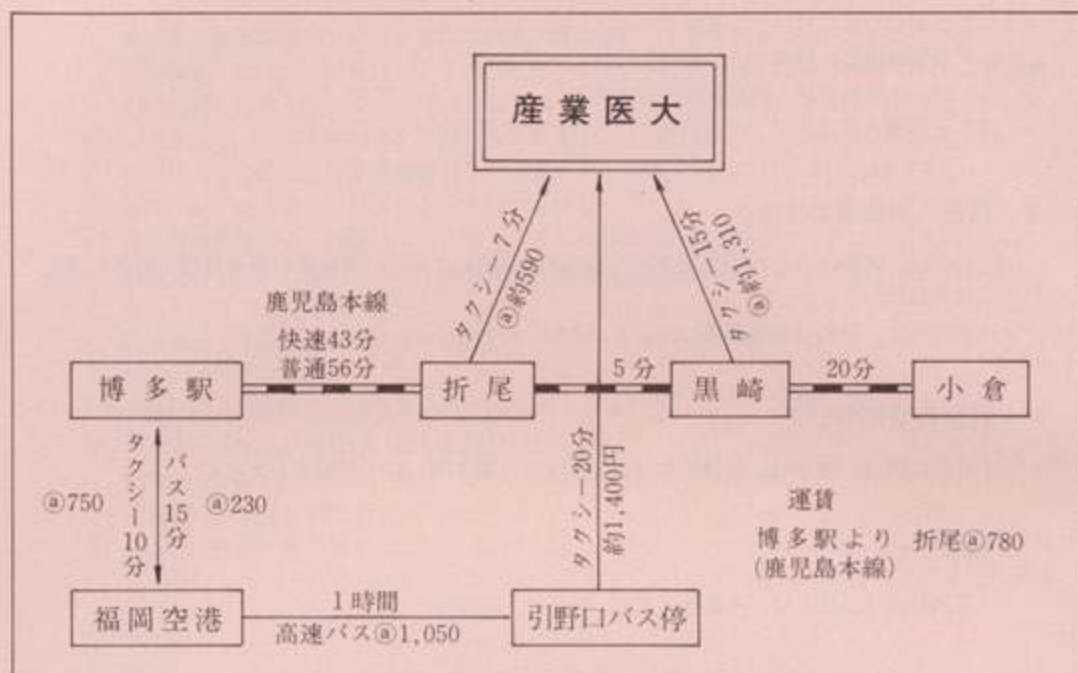 産業医大
タクシー7分
ⓐ約590
タクシー15分
ⓐ約1,310
鹿児島本線
快速43分
普通56分
博多駅
折尾
5分
黒崎
20分
小倉
ⓐ750
タクシー10分
バス15分
ⓐ230
タクシー20分
約1,400円
運賃
博多駅より 折尾ⓐ780
(鹿児島本線)
福岡空港
1時間
高速バスⓐ1,050
引野口バス停